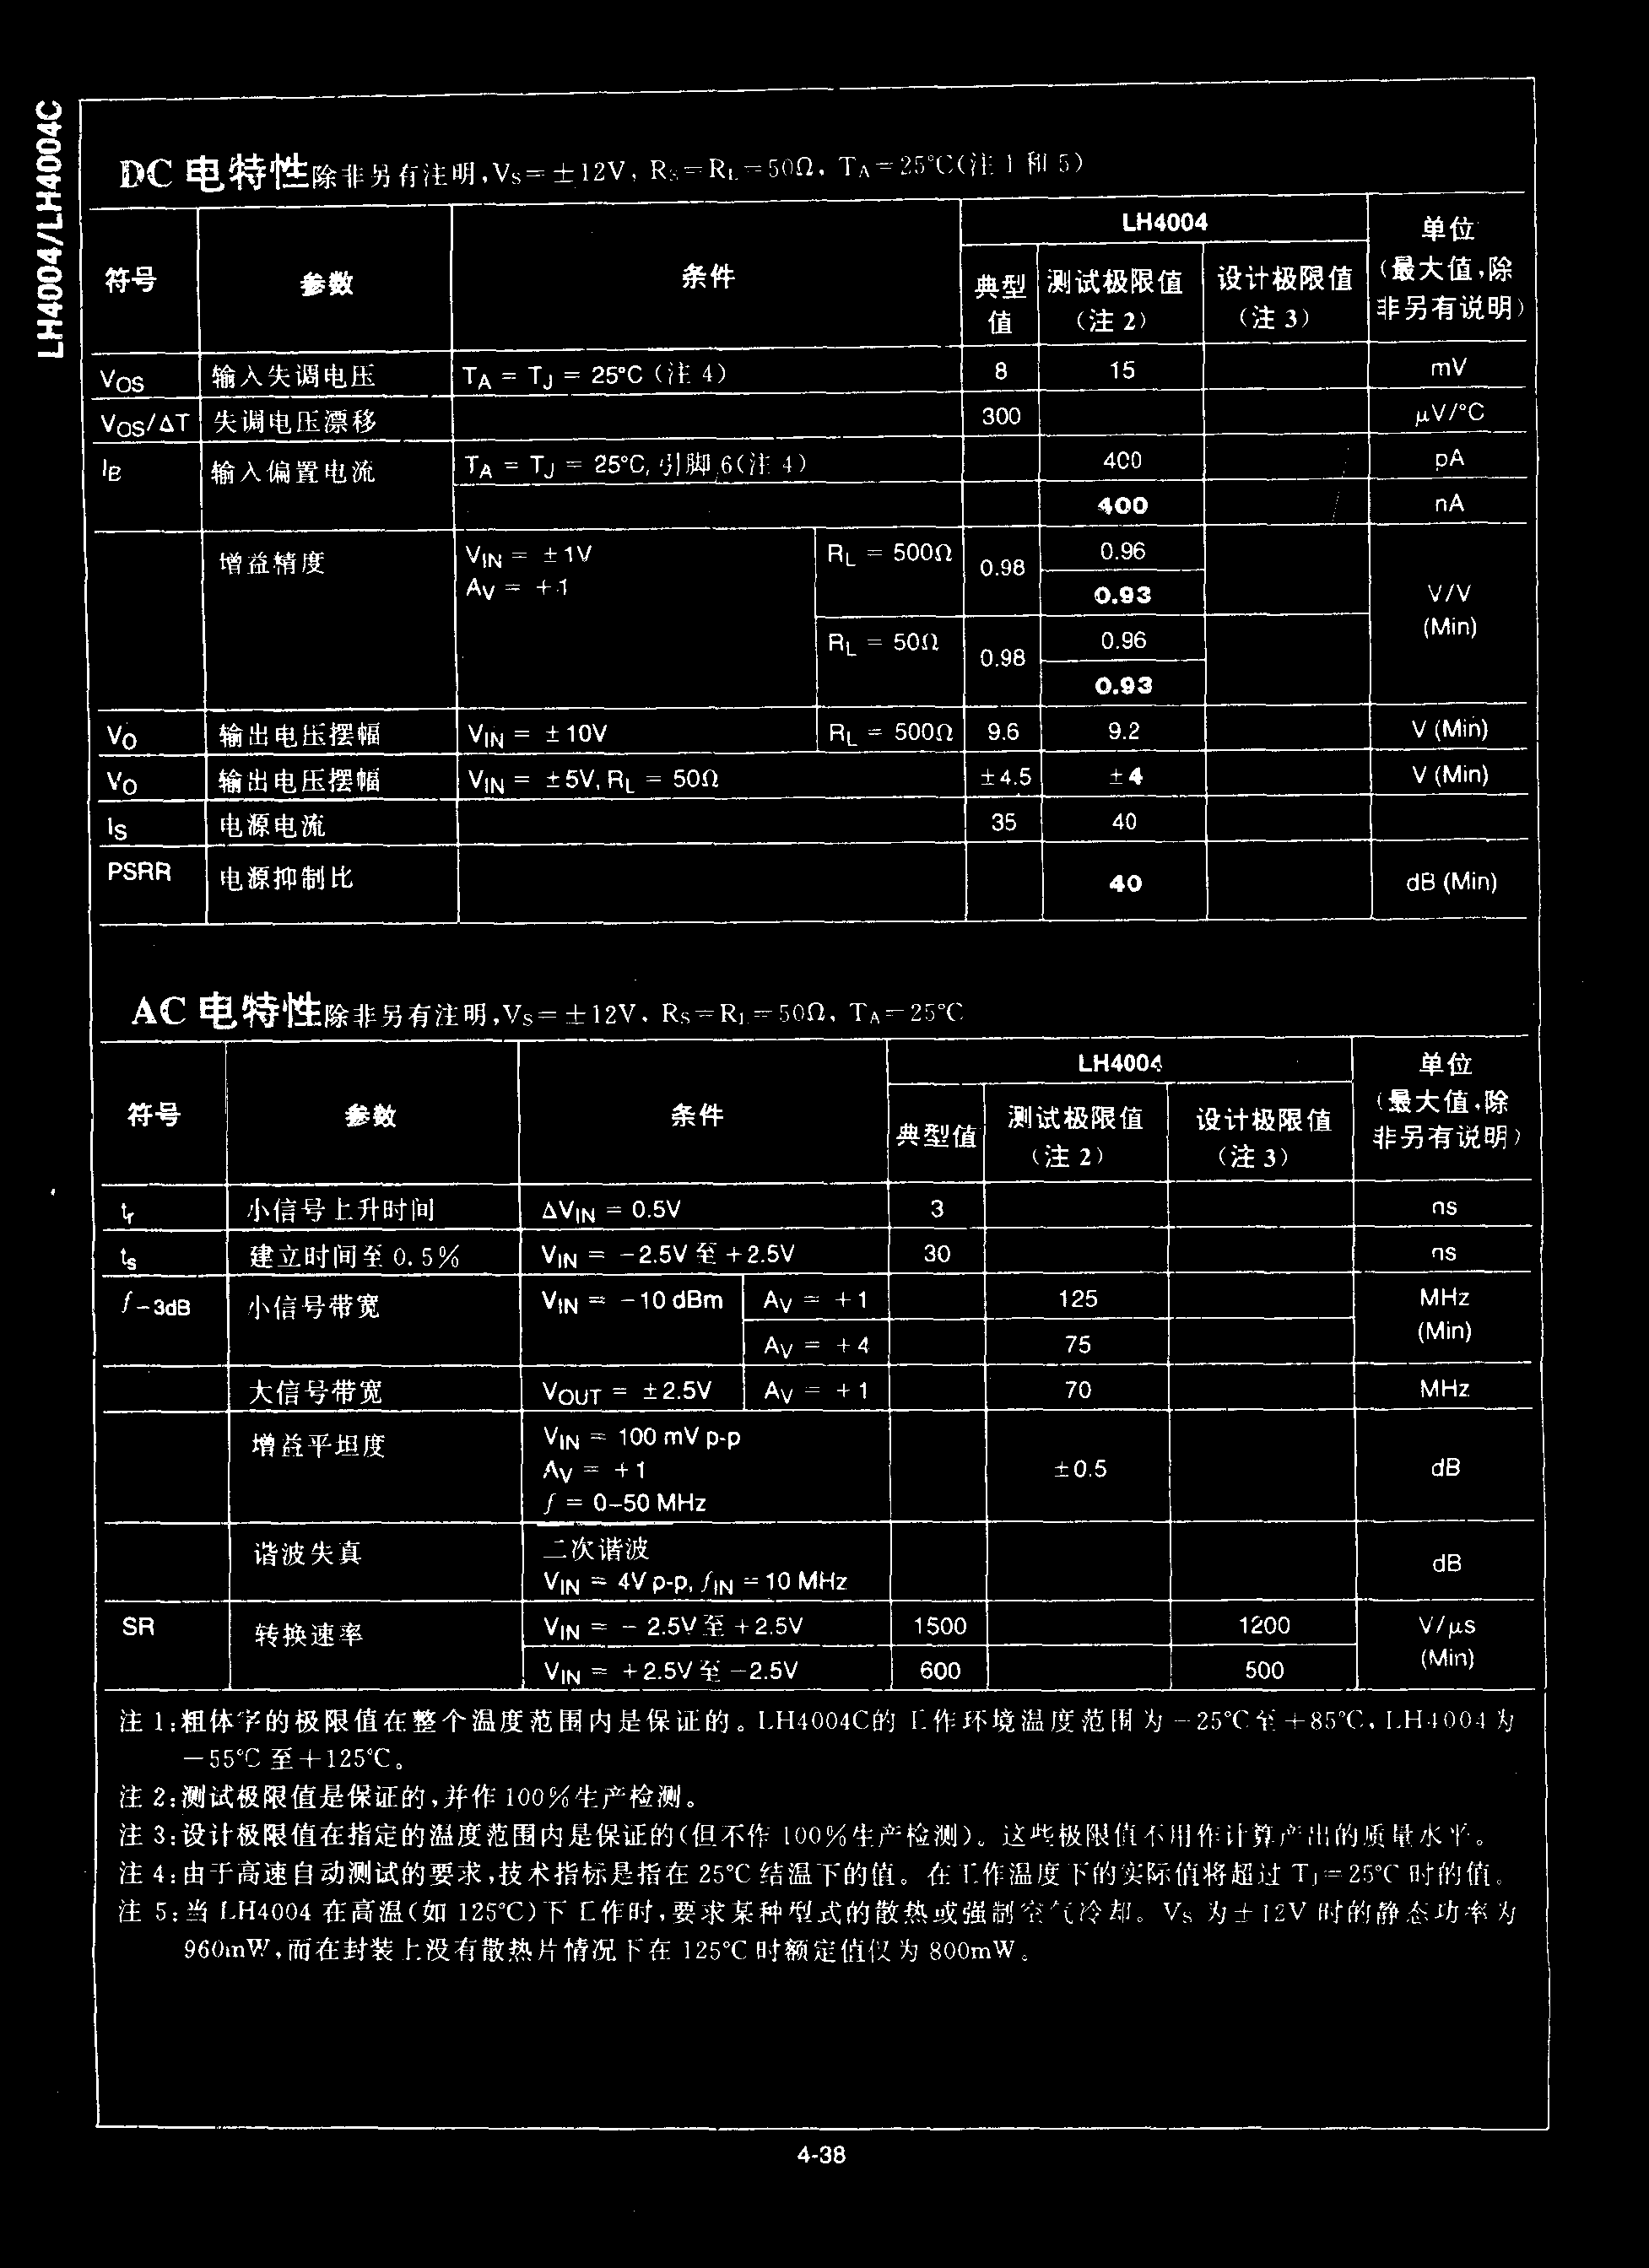 LH4004/LH4004C
DC 电特性除非另有注明,VS=±12V, RS=RL=50Ω, TA=25℃(注 1 和 5)
符号 参数 条件 LH4004 单位(最大值,除非另有说明)
典型值 测试极限值(注 2) 设计极限值(注 3)
VOS 输入失调电压 TA = TJ = 25°C (注 4) 8 15 mV
VOS/ΔT 失调电压漂移 300 μV/°C
IB 输入偏置电流 TA = TJ = 25°C, 引脚 6(注 4) 400 pA
400 nA
增益精度 VIN = ±1V RL = 500Ω 0.98 0.96 V/V
AV = +1 0.93 (Min)
RL = 50Ω 0.98 0.96
0.93
VO 输出电压摆幅 VIN = ±10V RL = 500Ω 9.6 9.2 V (Min)
VO 输出电压摆幅 VIN = ±5V, RL = 50Ω ±4.5 ±4 V (Min)
IS 电源电流 35 40
PSRR 电源抑制比 40 dB (Min)
AC 电特性除非另有注明,VS=±12V, RS=RL=50Ω, TA=25℃
符号 参数 条件 LH4004 单位(最大值,除非另有说明)
典型值 测试极限值(注 2) 设计极限值(注 3)
tr 小信号上升时间 ΔVIN = 0.5V 3 ns
ts 建立时间至 0.5% VIN = −2.5V 至 +2.5V 30 ns
f−3dB 小信号带宽 VIN = −10 dBm AV = +1 125 MHz
AV = +4 75 (Min)
大信号带宽 VOUT = ±2.5V AV = +1 70 MHz
增益平坦度 VIN = 100 mV p-p
AV = +1 ±0.5 dB
f = 0–50 MHz
谐波失真 二次谐波 dB
VIN = 4V p-p, fIN = 10 MHz
SR 转换速率 VIN = − 2.5V 至 +2.5V 1500 1200 V/μs
VIN = +2.5V 至 −2.5V 600 500 (Min)
注 1:粗体字的极限值在整个温度范围内是保证的。LH4004C的工作环境温度范围为−25℃至+85℃, LH4004 为
−55℃ 至+125℃。
注 2:测试极限值是保证的,并作 100%生产检测。
注 3:设计极限值在指定的温度范围内是保证的(但不作 100%生产检测)。这些极限值不用作计算产出的质量水平。
注 4:由于高速自动测试的要求,技术指标是指在 25℃ 结温下的值。在工作温度下的实际值将超过 TJ=25℃ 时的值。
注 5:当 LH4004 在高温(如 125℃)下工作时,要求某种型式的散热或强制空气冷却。VS 为±12V 时的静态功率为
960mW,而在封装上没有散热片情况下在 125℃ 时额定值仅为 800mW。
4-38